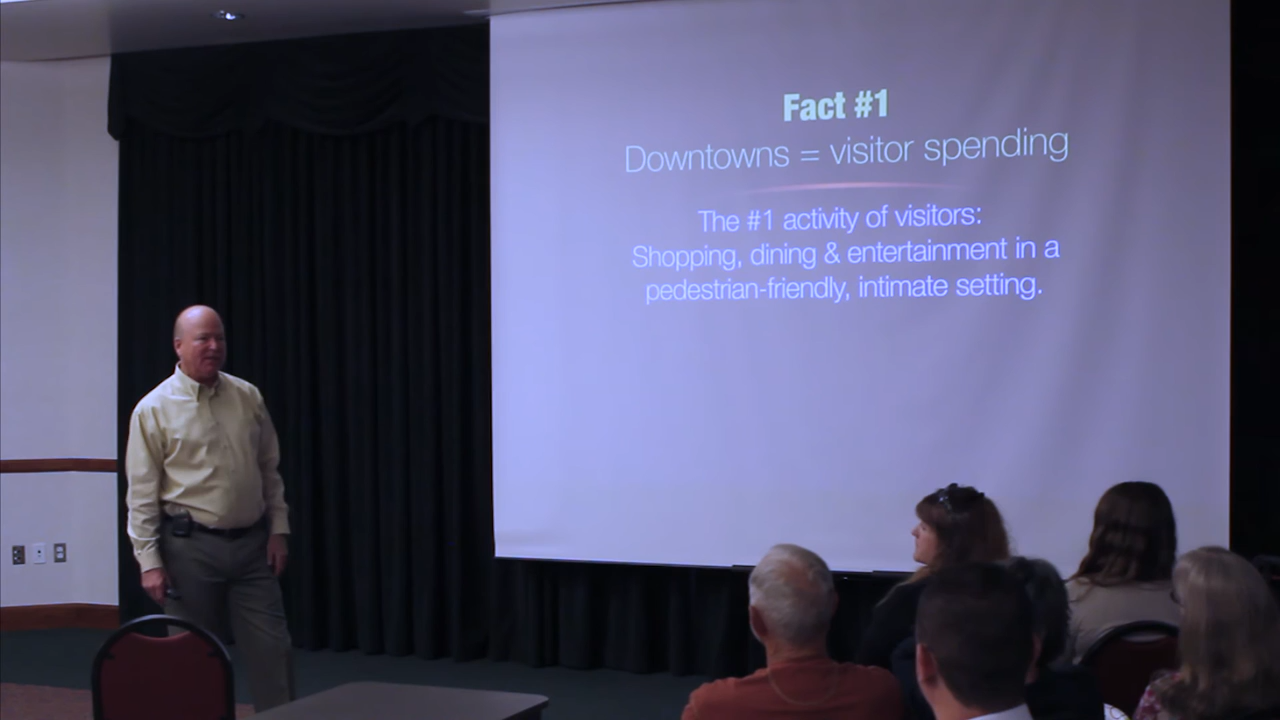 Fact #1
Downtowns = visitor spending
The #1 activity of visitors:
Shopping, dining & entertainment in a
pedestrian-friendly, intimate setting.